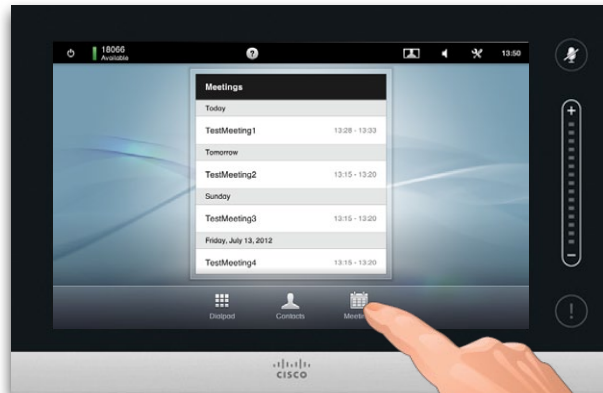 18066
Available
?
13:50
Meetings
Today
TestMeeting1 13:28 - 13:33
Tomorrow
TestMeeting2 13:15 - 13:20
Sunday
TestMeeting3 13:15 - 13:20
Friday, July 13, 2012
TestMeeting4 13:15 - 13:20
Dialpad Contacts
+
−
!
CISCO